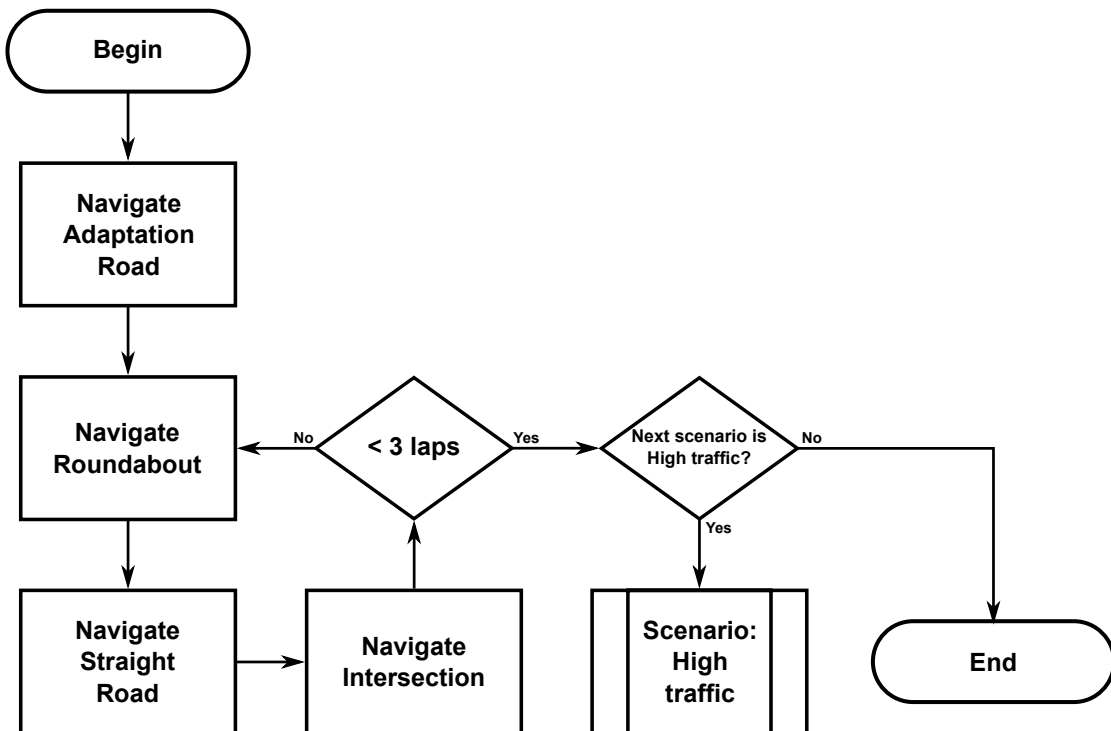 Begin
Navigate
Adaptation
Road
Navigate
Roundabout
No
< 3 laps
Yes
Next scenario is
High traffic?
No
Yes
Navigate
Straight
Road
Navigate
Intersection
Scenario:
High
traffic
End